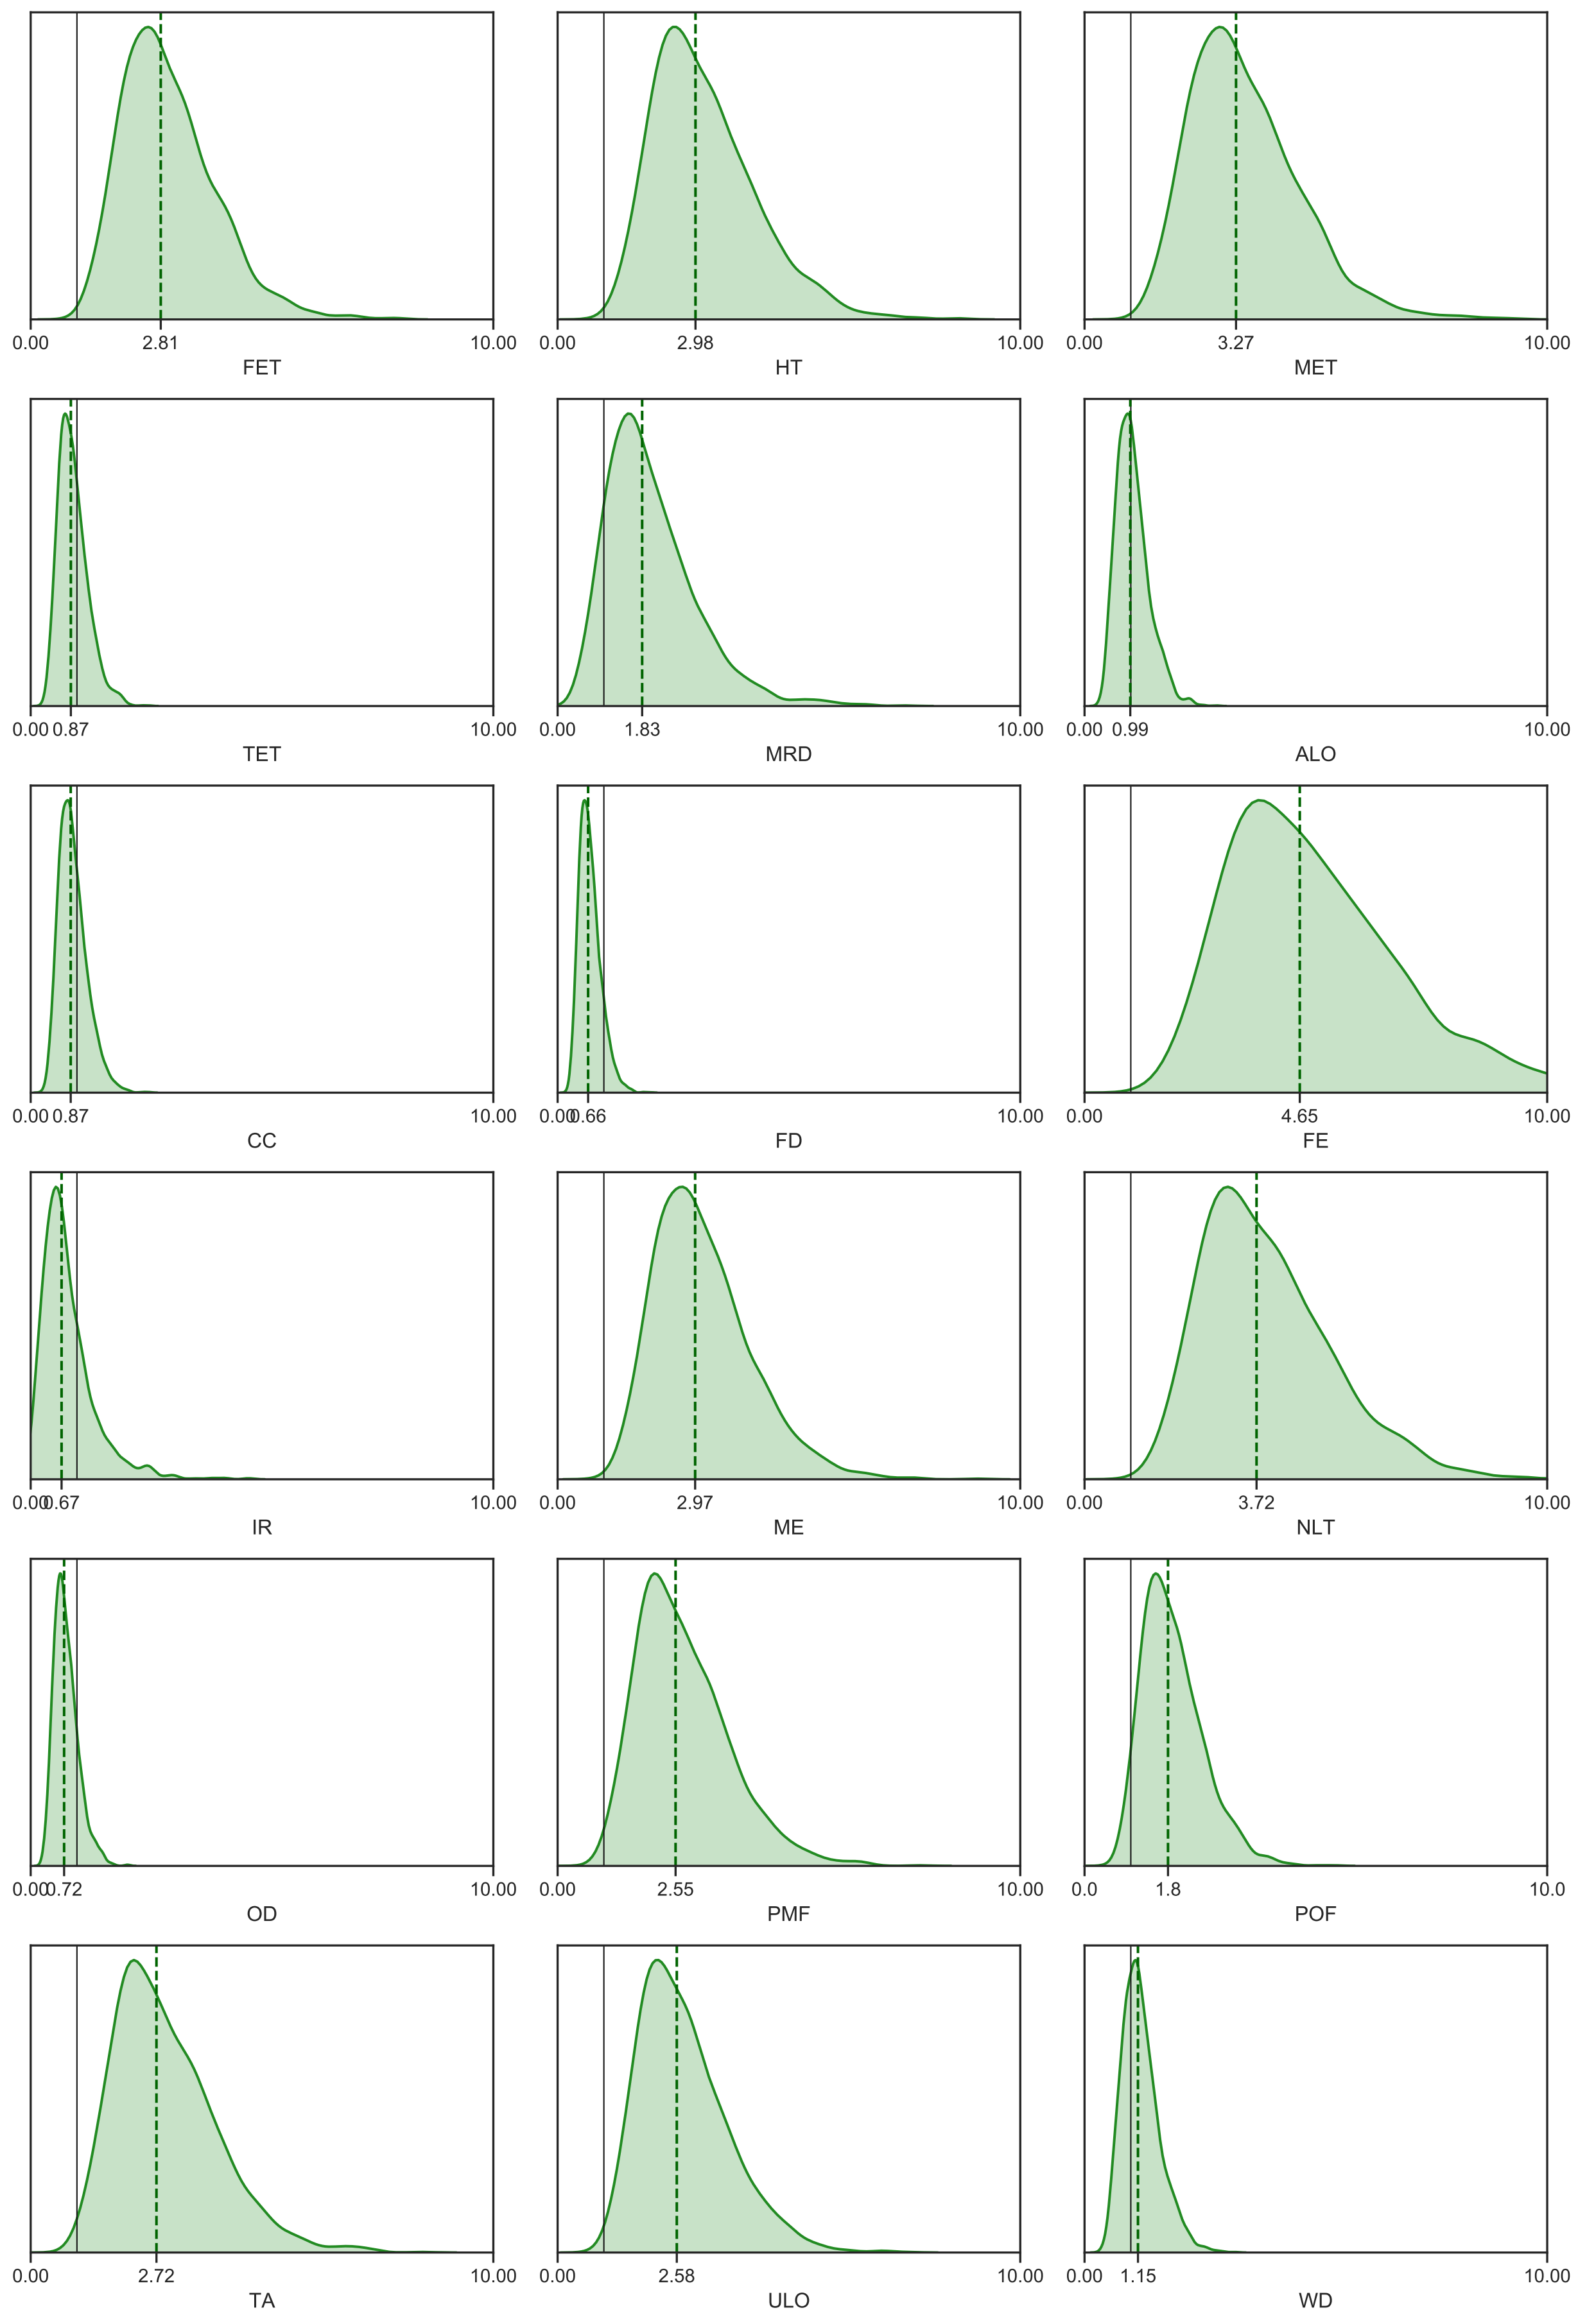 0.00 2.81 10.00 0.00 2.98 10.00 0.00 3.27 10.00
FET HT MET
0.00 0.87 10.00 0.00 1.83 10.00 0.00 0.99 10.00
TET MRD ALO
0.00 0.87 10.00 0.00 0.66 10.00 0.00 4.65 10.00
CC FD FE
0.00 0.67 10.00 0.00 2.97 10.00 0.00 3.72 10.00
IR ME NLT
0.00 0.72 10.00 0.00 2.55 10.00 0.0 1.8 10.0
OD PMF POF
0.00 2.72 10.00 0.00 2.58 10.00 0.00 1.15 10.00
TA ULO WD